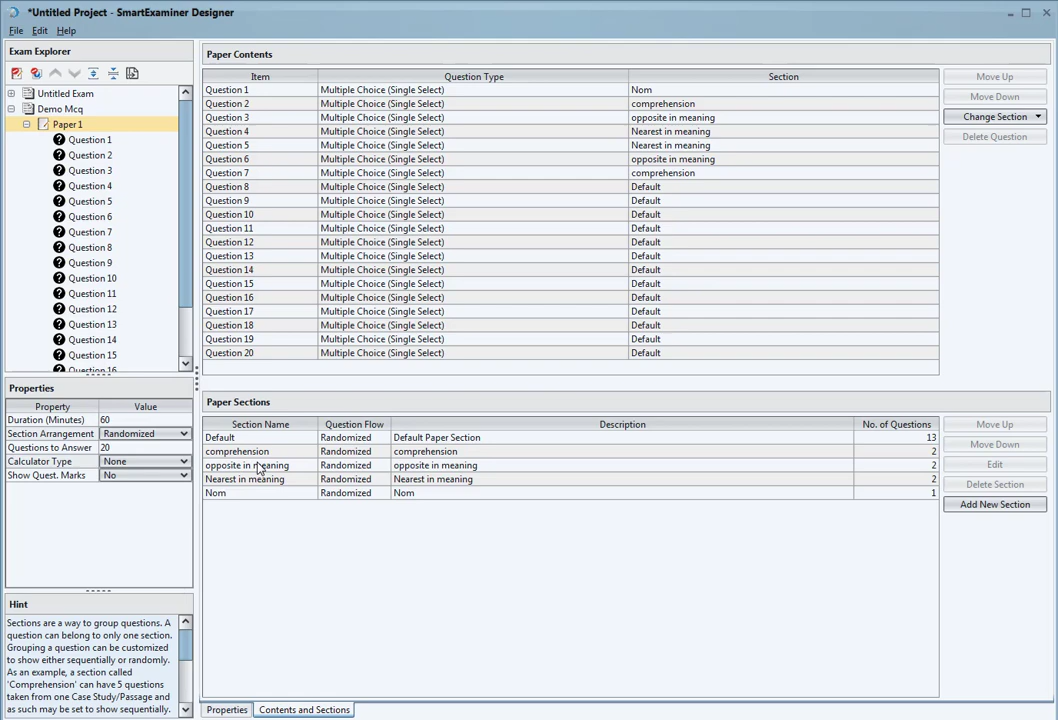 *Untitled Project - SmartExaminer Designer
File Edit Help
Exam Explorer
Untitled Exam
Demo Mcq
Paper 1
Question 1
Question 2
Question 3
Question 4
Question 5
Question 6
Question 7
Question 8
Question 9
Question 10
Question 11
Question 12
Question 13
Question 14
Question 15
Question 16
Properties
Property Value
Duration (Minutes) 60
Section Arrangement Randomized
Questions to Answer 20
Calculator Type None
Show Quest. Marks No
Hint
Sections are a way to group questions. A
question can belong to only one section.
Grouping a question can be customized
to show either sequentially or randomly.
As an example, a section called
'Comprehension' can have 5 questions
taken from one Case Study/Passage and
as such may be set to show sequentially.
Paper Contents
Item Question Type Section
Question 1 Multiple Choice (Single Select) Nom
Question 2 Multiple Choice (Single Select) comprehension
Question 3 Multiple Choice (Single Select) opposite in meaning
Question 4 Multiple Choice (Single Select) Nearest in meaning
Question 5 Multiple Choice (Single Select) Nearest in meaning
Question 6 Multiple Choice (Single Select) opposite in meaning
Question 7 Multiple Choice (Single Select) comprehension
Question 8 Multiple Choice (Single Select) Default
Question 9 Multiple Choice (Single Select) Default
Question 10 Multiple Choice (Single Select) Default
Question 11 Multiple Choice (Single Select) Default
Question 12 Multiple Choice (Single Select) Default
Question 13 Multiple Choice (Single Select) Default
Question 14 Multiple Choice (Single Select) Default
Question 15 Multiple Choice (Single Select) Default
Question 16 Multiple Choice (Single Select) Default
Question 17 Multiple Choice (Single Select) Default
Question 18 Multiple Choice (Single Select) Default
Question 19 Multiple Choice (Single Select) Default
Question 20 Multiple Choice (Single Select) Default
Move Up
Move Down
Change Section
Delete Question
Paper Sections
Section Name Question Flow Description No. of Questions
Default Randomized Default Paper Section 13
comprehension Randomized comprehension 2
opposite in meaning Randomized opposite in meaning 2
Nearest in meaning Randomized Nearest in meaning 2
Nom Randomized Nom 1
Move Up
Move Down
Edit
Delete Section
Add New Section
Properties Contents and Sections